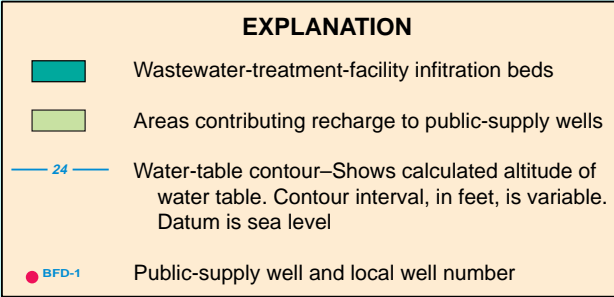 EXPLANATION
Wastewater-treatment-facility infitration beds
Areas contributing recharge to public-supply wells
24 Water-table contour–Shows calculated altitude of
water table. Contour interval, in feet, is variable.
Datum is sea level
BFD-1 Public-supply well and local well number